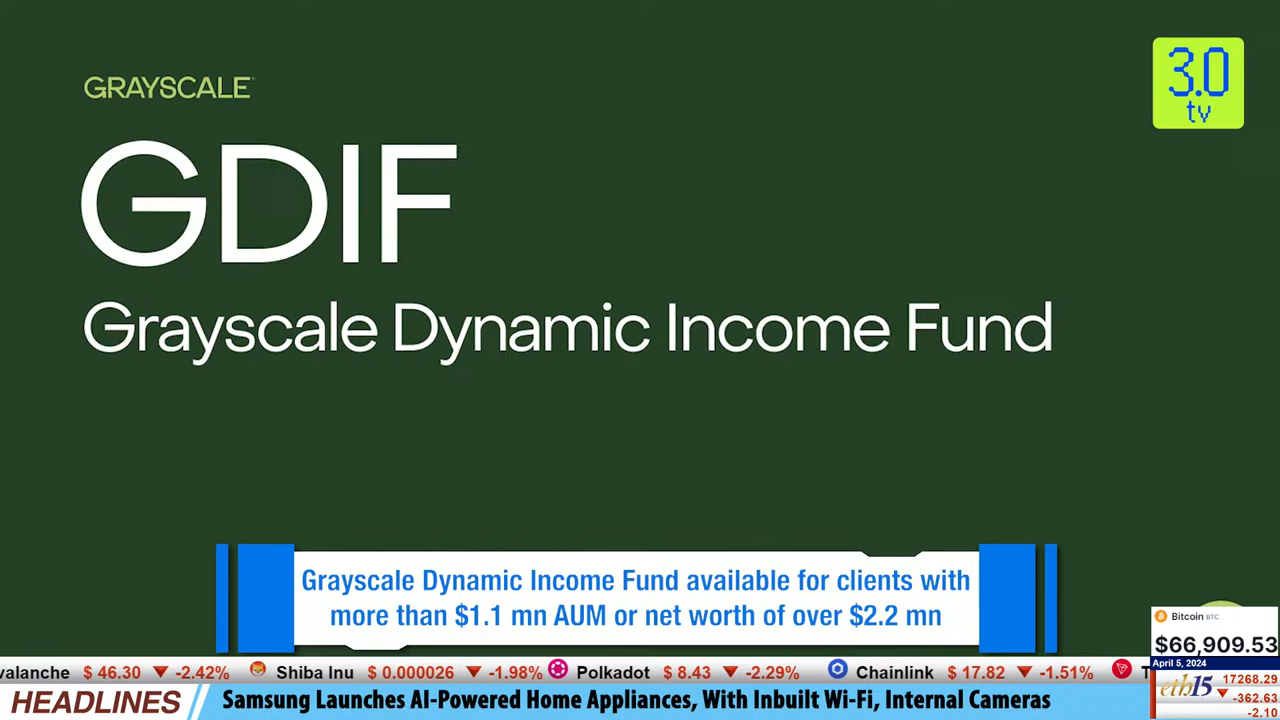 GRAYSCALE
3.0
tv
GDIF
Grayscale Dynamic Income Fund
Grayscale Dynamic Income Fund available for clients with
more than $1.1 mn AUM or net worth of over $2.2 mn
Bitcoin BTC
$66,909.53
April 5, 2024
valanche $ 46.30 ▼ -2.42% Shiba Inu $ 0.000026 ▼ -1.98% Polkadot $ 8.43 ▼ -2.29% Chainlink $ 17.82 ▼ -1.51% T
eth15 17268.29
▼ -362.63
-2.10
HEADLINES Samsung Launches AI-Powered Home Appliances, With Inbuilt Wi-Fi, Internal Cameras